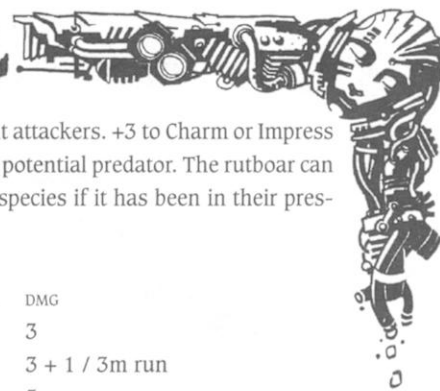 t attackers. +3 to Charm or Impress
potential predator. The rutboar can
species if it has been in their pres-
DMG
3
3 + 1 / 3m run